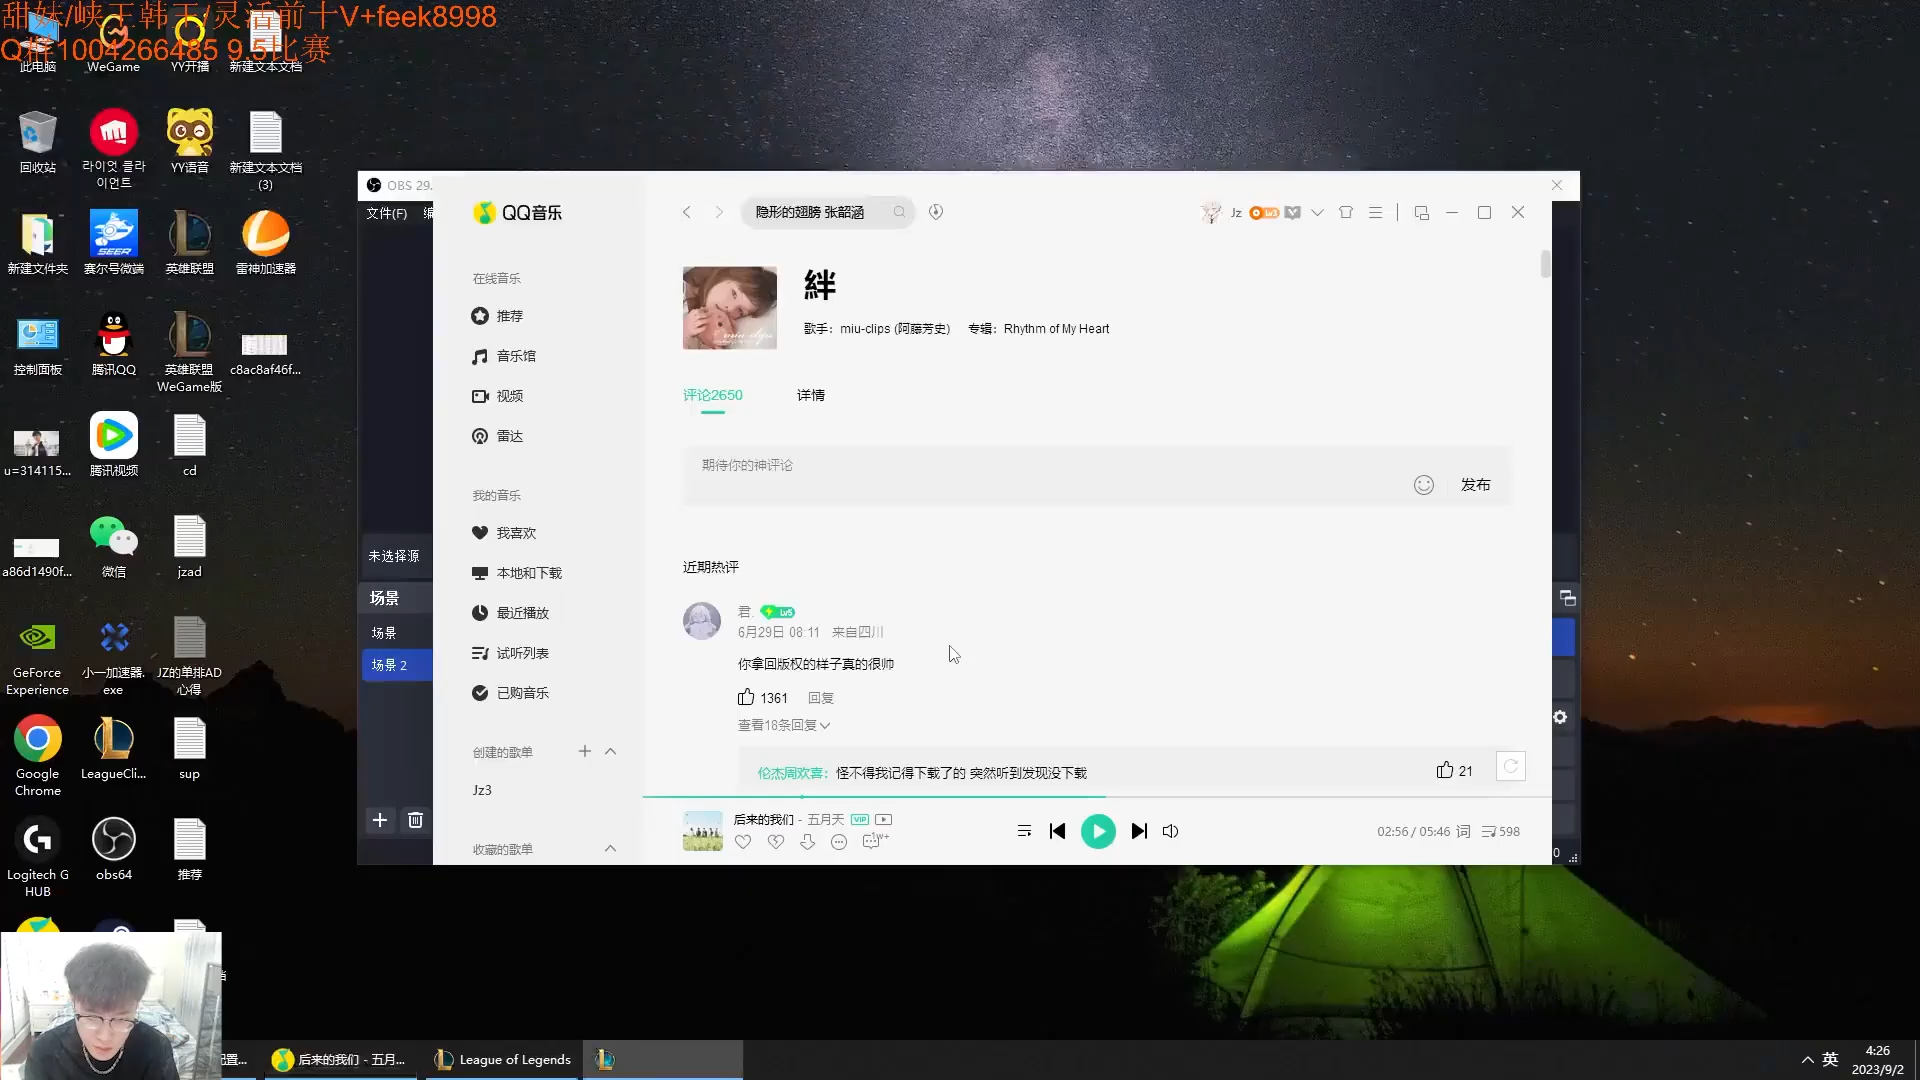 甜妹/峡王韩王/灵活前十V+feek8998
Q群1004266485 9.5比赛
此电脑
WeGame
YY开播
新建文本文档
回收站
라이엇 클라이언트
YY语音
新建文本文档
(3)
新建文件夹
赛尔号微端
英雄联盟
雷神加速器
控制面板
腾讯QQ
英雄联盟
WeGame版
c8ac8af46f...
u=314115...
腾讯视频
cd
a86d1490f...
微信
jzad
GeForce
Experience
小一加速器.
exe
JZ的单排AD
心得
Google
Chrome
LeagueCli...
sup
Logitech G
HUB
obs64
推荐
OBS 29.
文件(F)
未选择源
场景
场景
场景 2
QQ音乐
隐形的翅膀 张韶涵
Jz
Lv3
在线音乐
推荐
音乐馆
视频
雷达
我的音乐
我喜欢
本地和下载
最近播放
试听列表
已购音乐
创建的歌单
Jz3
收藏的歌单
絆
歌手：miu-clips (阿藤芳史) 专辑：Rhythm of My Heart
miu-clips
评论2650
详情
期待你的神评论
发布
近期热评
君.
Lv5
6月29日 08:11 来自四川
你拿回版权的样子真的很帅
1361 回复
查看18条回复
伦杰周欢喜：怪不得我记得下载了的 突然听到发现没下载
21
后来的我们 - 五月天 VIP
1w+
02:56 / 05:46 词 598
0
配置...
后来的我们 - 五月...
League of Legends
英
4:26
2023/9/2